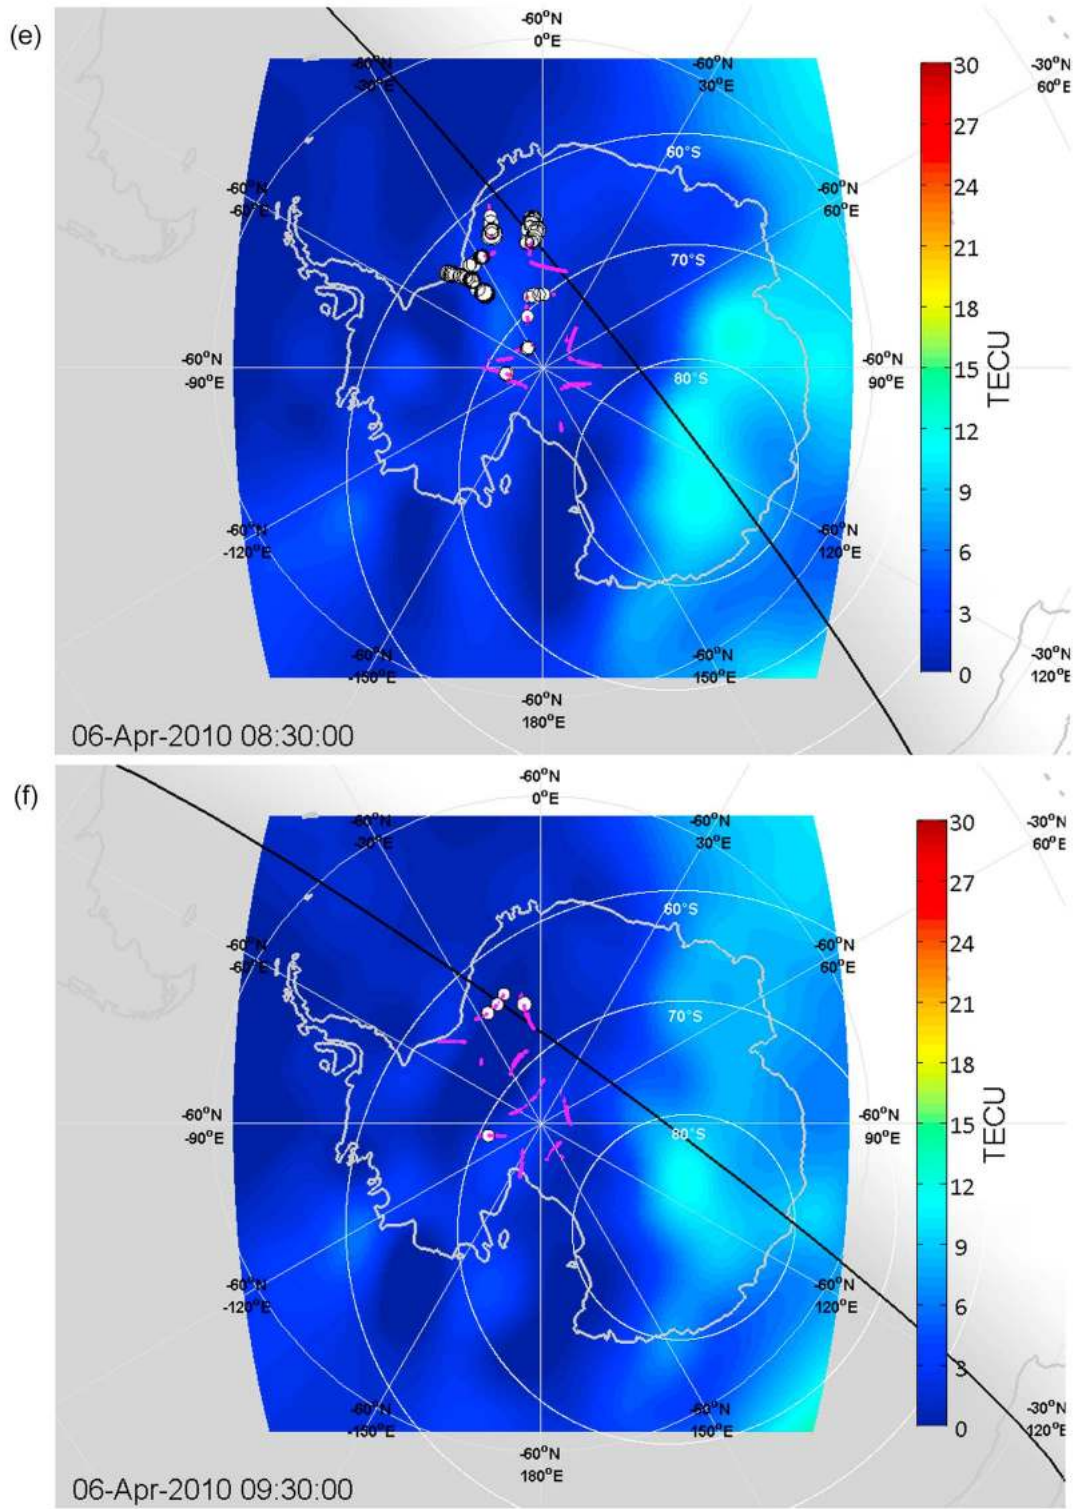 (e)
-60°N
0°E
-60°N
-30°E
-60°N
30°E
-30°N
60°E
-60°N
-60°E
-60°N
60°E
60°S
70°S
80°S
-60°N
-90°E
-60°N
90°E
-60°N
-120°E
-60°N
120°E
-60°N
-150°E
-60°N
150°E
-60°N
180°E
-30°N
120°E
30
27
24
21
18
15
12
9
6
3
0
TECU
06-Apr-2010 08:30:00
(f)
-60°N
0°E
-60°N
-30°E
-60°N
30°E
-30°N
60°E
-60°N
-60°E
-60°N
60°E
60°S
70°S
80°S
-60°N
-90°E
-60°N
90°E
-60°N
-120°E
-60°N
120°E
-60°N
-150°E
-60°N
150°E
-60°N
180°E
-30°N
120°E
30
27
24
21
18
15
12
9
6
3
0
TECU
06-Apr-2010 09:30:00